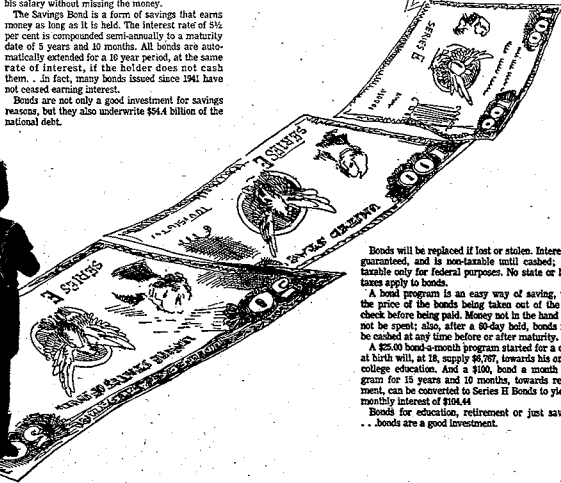 his salary without missing the money.
The Savings Bond is a form of savings that earns
money as long as it is held. The interest rate of 5½
per cent is compounded semi-annually to a maturity
date of 5 years and 10 months. All bonds are auto-
matically extended for a 10 year period, at the same
rate of interest, if the holder does not cash
them. . .in fact, many bonds issued since 1941 have
not ceased earning interest.
Bonds are not only a good investment for savings
reasons, but they also underwrite $54.4 billion of the
national debt.
SERIES E
SERIES E
UNITED STA
SERIES E
UNITED STATES OF
Bonds will be replaced if lost or stolen. Intere
guaranteed, and is non-taxable until cashed;
taxable only for federal purposes. No state or l
taxes apply to bonds.
A bond program is an easy way of saving,
the price of the bonds being taken out of the
check before being paid. Money not in the hand
not be spent; also, after a 60-day hold, bonds
be cashed at any time before or after maturity.
A $25.00 bond-a-month program started for a c
at birth will, at 18, supply $6,767, towards his or
college education. And a $100, bond a month
gram for 15 years and 10 months, towards re
ment, can be converted to Series H Bonds to yie
monthly interest of $104.44
Bonds for education, retirement or just sav
. . .bonds are a good investment.